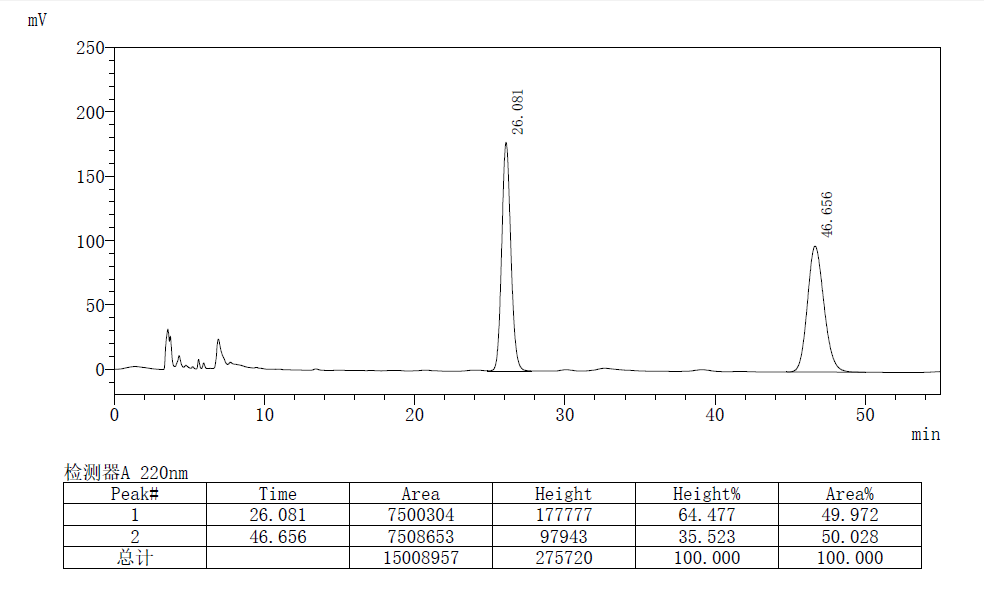 mV
250
200
150
100
50
0
26.081
46.656
0 10 20 30 40 50
min
检测器A 220nm
Peak# Time Area Height Height% Area%
1 26.081 7500304 177777 64.477 49.972
2 46.656 7508653 97943 35.523 50.028
总计 15008957 275720 100.000 100.000